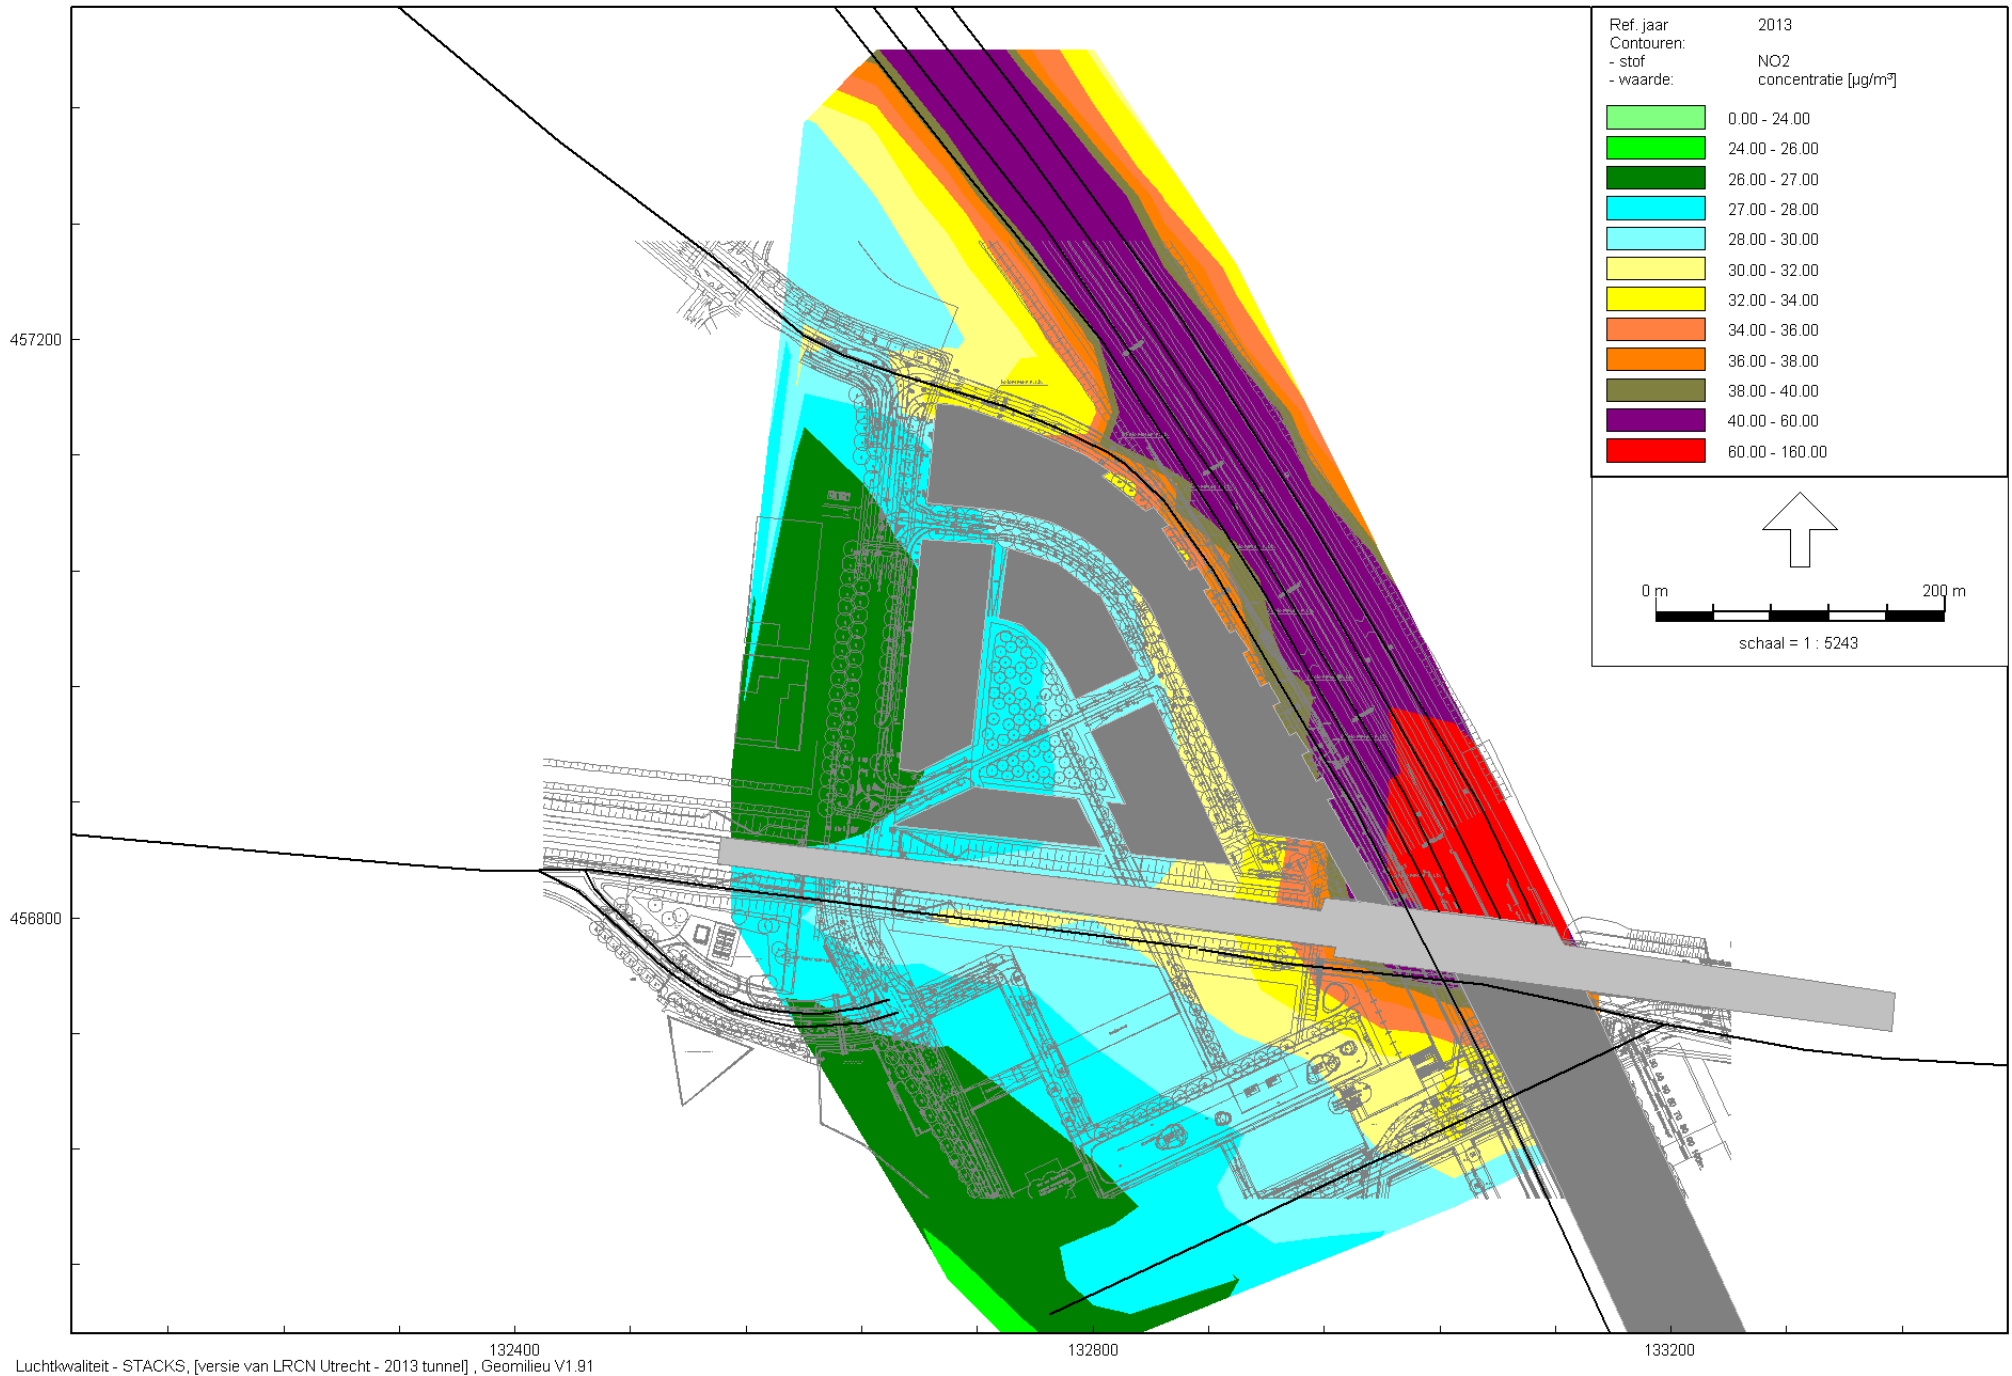 Ref. jaar 2013
Contouren:
- stof NO2
- waarde: concentratie [µg/m³]
0.00 - 24.00
24.00 - 26.00
26.00 - 27.00
27.00 - 28.00
28.00 - 30.00
30.00 - 32.00
32.00 - 34.00
34.00 - 36.00
36.00 - 38.00
38.00 - 40.00
40.00 - 60.00
60.00 - 160.00
0 m 200 m
schaal = 1 : 5243
457200
456800
132400 132800 133200
Luchtkwaliteit - STACKS, [versie van LRCN Utrecht - 2013 tunnel] , Geomilieu V1.91